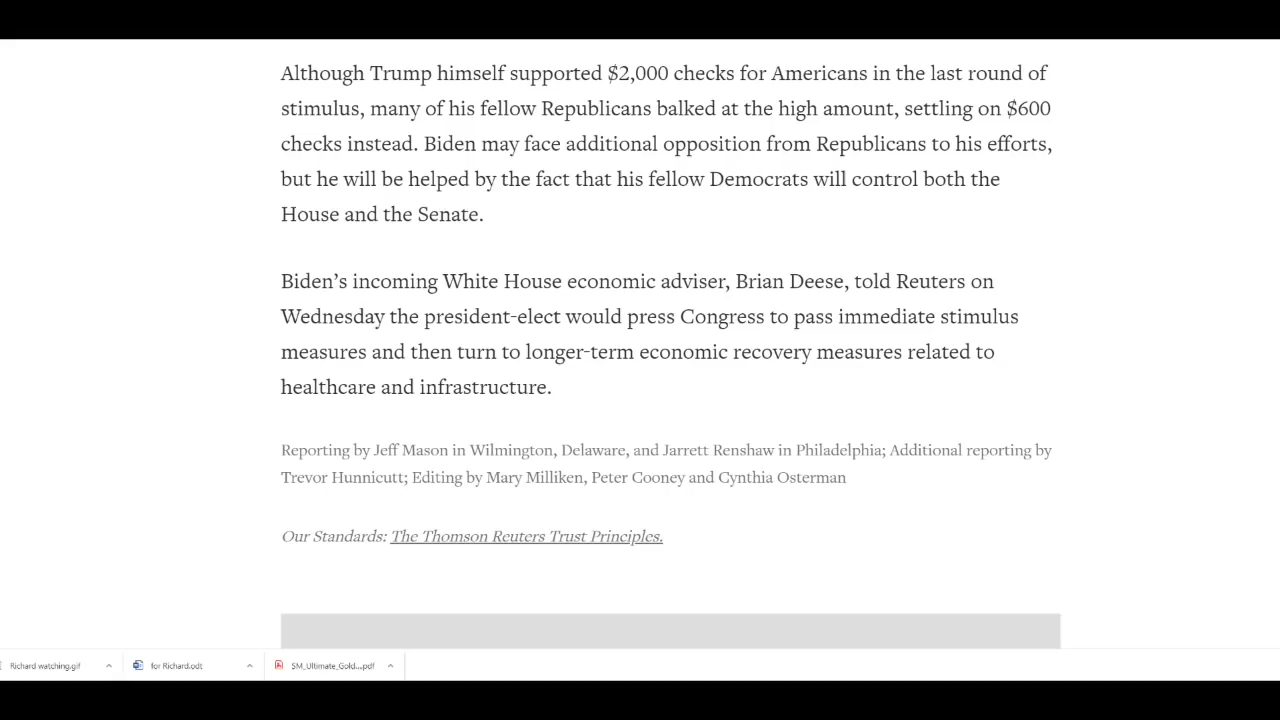 Although Trump himself supported $2,000 checks for Americans in the last round of
stimulus, many of his fellow Republicans balked at the high amount, settling on $600
checks instead. Biden may face additional opposition from Republicans to his efforts,
but he will be helped by the fact that his fellow Democrats will control both the
House and the Senate.
Biden’s incoming White House economic adviser, Brian Deese, told Reuters on
Wednesday the president-elect would press Congress to pass immediate stimulus
measures and then turn to longer-term economic recovery measures related to
healthcare and infrastructure.
Reporting by Jeff Mason in Wilmington, Delaware, and Jarrett Renshaw in Philadelphia; Additional reporting by
Trevor Hunnicutt; Editing by Mary Milliken, Peter Cooney and Cynthia Osterman
Our Standards: The Thomson Reuters Trust Principles.
Richard watching.gif for Richard.odt SM_Ultimate_Gold....pdf